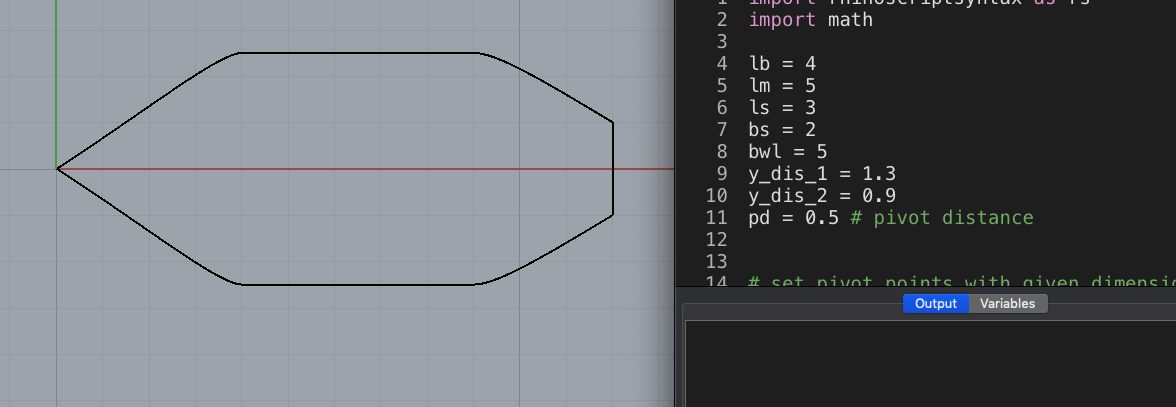 1 import rhinoscriptsyntax as rs
2 import math
3
4 lb = 4
5 lm = 5
6 ls = 3
7 bs = 2
8 bwl = 5
9 y_dis_1 = 1.3
10 y_dis_2 = 0.9
11 pd = 0.5 # pivot distance
12
13
14 # set pivot points with given dimensio
Output Variables